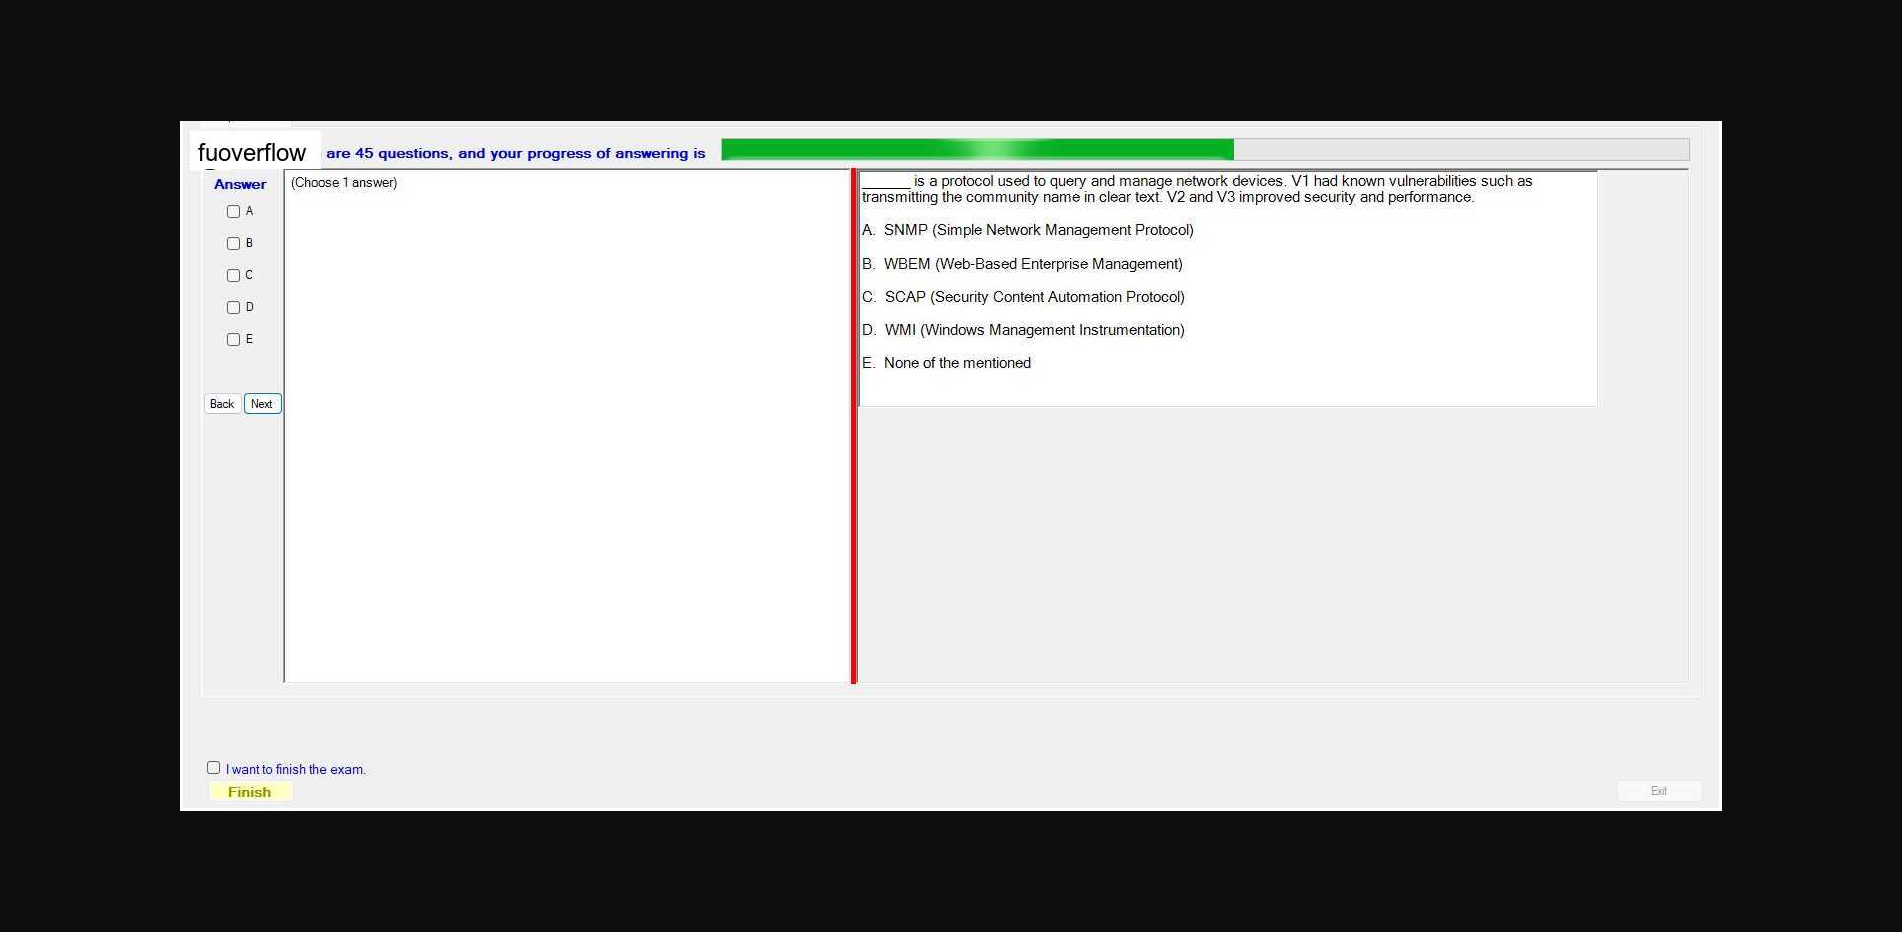 fuoverflow are 45 questions, and your progress of answering is
Answer
(Choose 1 answer)
A
B
C
D
E
Back Next
______ is a protocol used to query and manage network devices. V1 had known vulnerabilities such as
transmitting the community name in clear text. V2 and V3 improved security and performance.
A. SNMP (Simple Network Management Protocol)
B. WBEM (Web-Based Enterprise Management)
C. SCAP (Security Content Automation Protocol)
D. WMI (Windows Management Instrumentation)
E. None of the mentioned
I want to finish the exam.
Finish
Exit